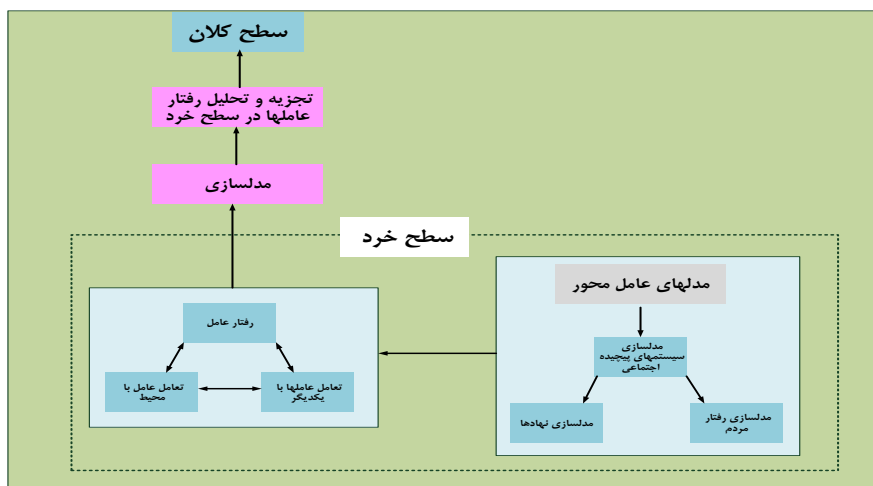 سطح کلان
تجزیه و تحلیل رفتار
عاملها در سطح خرد
مدلسازی
سطح خرد
مدلهای عامل محور
مدلسازی
سیستمهای پیچیده
اجتماعی
مدلسازی رفتار
مردم
مدلسازی نهادها
رفتار عامل
تعامل عاملها با
یکدیگر
تعامل عامل با
محیط